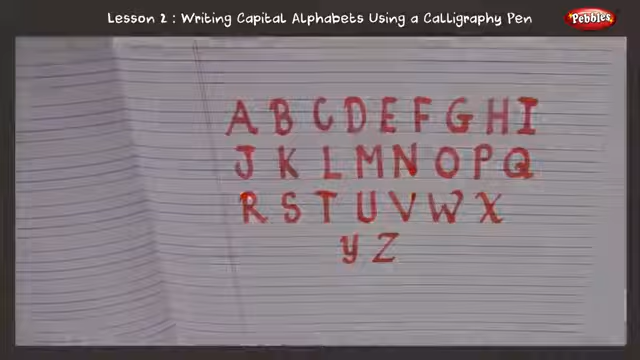 Lesson 2 : Writing Capital Alphabets Using a Calligraphy Pen
Pebbles
A B C D E F G H I
J K L M N O P Q
R S T U V W X
Y Z